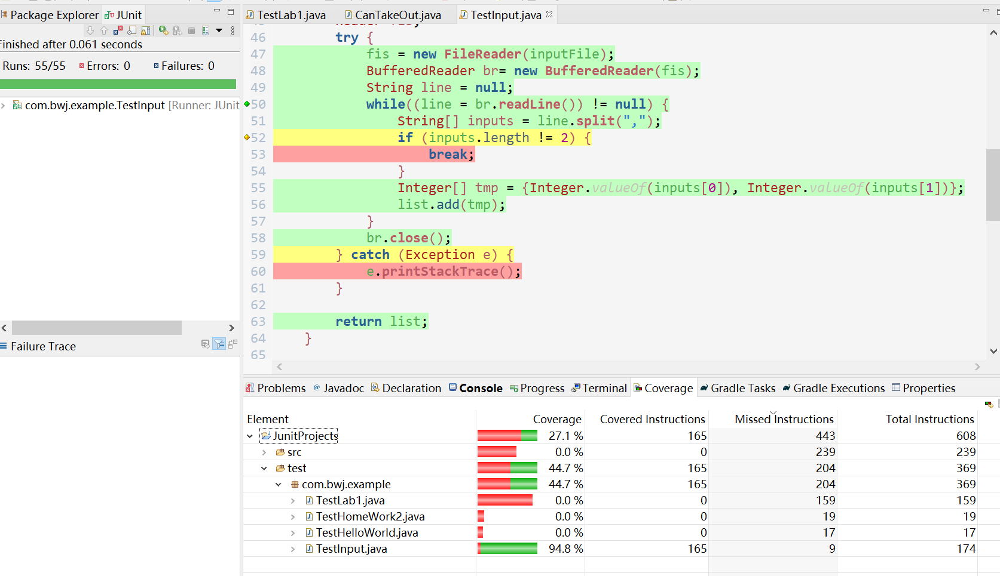 Package Explorer JUnit
Finished after 0.061 seconds
Runs: 55/55 Errors: 0 Failures: 0
com.bwj.example.TestInput [Runner: JUnit
Failure Trace
TestLab1.java CanTakeOut.java TestInput.java
46 try {
47 fis = new FileReader(inputFile);
48 BufferedReader br= new BufferedReader(fis);
49 String line = null;
50 while((line = br.readLine()) != null) {
51 String[] inputs = line.split(",");
52 if (inputs.length != 2) {
53 break;
54 }
55 Integer[] tmp = {Integer.valueOf(inputs[0]), Integer.valueOf(inputs[1])};
56 list.add(tmp);
57 }
58 br.close();
59 } catch (Exception e) {
60 e.printStackTrace();
61 }
62
63 return list;
64 }
65
Problems Javadoc Declaration Console Progress Terminal Coverage Gradle Tasks Gradle Executions Properties
Element Coverage Covered Instructions Missed Instructions Total Instructions
JunitProjects 27.1 % 165 443 608
src 0.0 % 0 239 239
test 44.7 % 165 204 369
com.bwj.example 44.7 % 165 204 369
TestLab1.java 0.0 % 0 159 159
TestHomeWork2.java 0.0 % 0 19 19
TestHelloWorld.java 0.0 % 0 17 17
TestInput.java 94.8 % 165 9 174